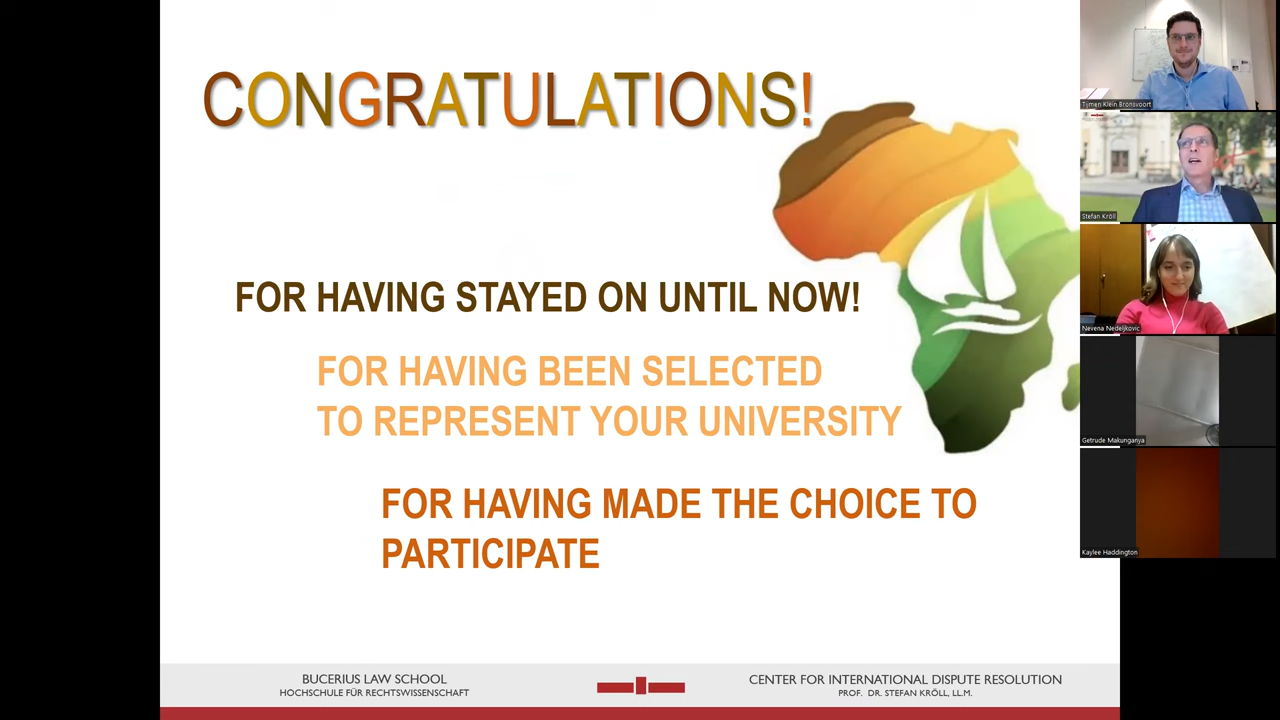 CONGRATULATIONS!
FOR HAVING STAYED ON UNTIL NOW!
FOR HAVING BEEN SELECTED
TO REPRESENT YOUR UNIVERSITY
FOR HAVING MADE THE CHOICE TO
PARTICIPATE
BUCERIUS LAW SCHOOL
HOCHSCHULE FÜR RECHTSWISSENSCHAFT
CENTER FOR INTERNATIONAL DISPUTE RESOLUTION
PROF. DR. STEFAN KRÖLL, LL.M.
Tijmen Klein Bronsvoort
Stefan Kröll
Nevena Nedeljkovic
Getrude Makunganya
Kaylee Haddington